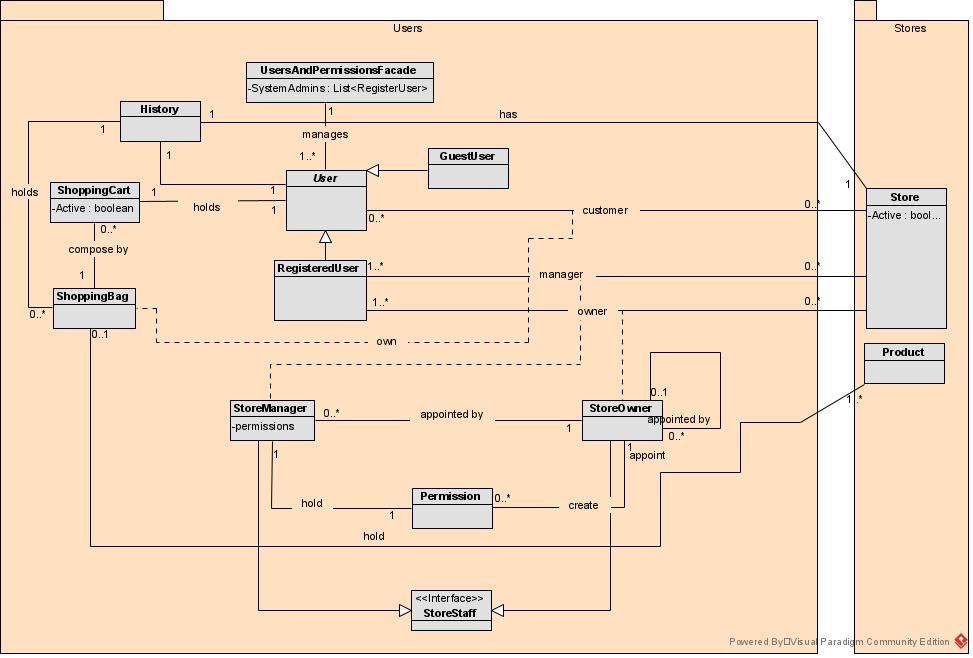 Users
Stores
UsersAndPermissionsFacade
-SystemAdmins : List<RegisterUser>
History
1
has
1
1
manages
1
1..*
GuestUser
holds
ShoppingCart
-Active : boolean
1
holds
User
1
1
0..*
customer
0..*
1
Store
-Active : bool...
0..*
compose by
1
RegisteredUser
1..*
manager
0..*
1..*
owner
0..*
ShoppingBag
0..*
0..1
own
Product
1..*
StoreManager
-permissions
0..*
appointed by
1
StoreOwner
0..1
appointed by
0..*
1
appoint
1
hold
1
Permission
0..*
create
hold
<<Interface>>
StoreStaff
Powered By Visual Paradigm Community Edition